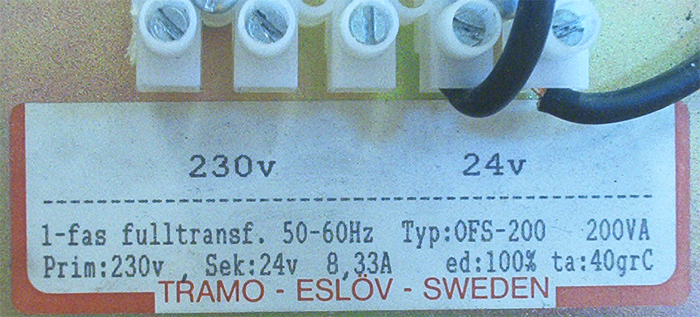 230v 24v
1-fas fulltransf. 50-60Hz Typ:OFS-200 200VA
Prim:230v , Sek:24v 8,33A ed:100% ta:40grC
TRAMO - ESLÖV - SWEDEN